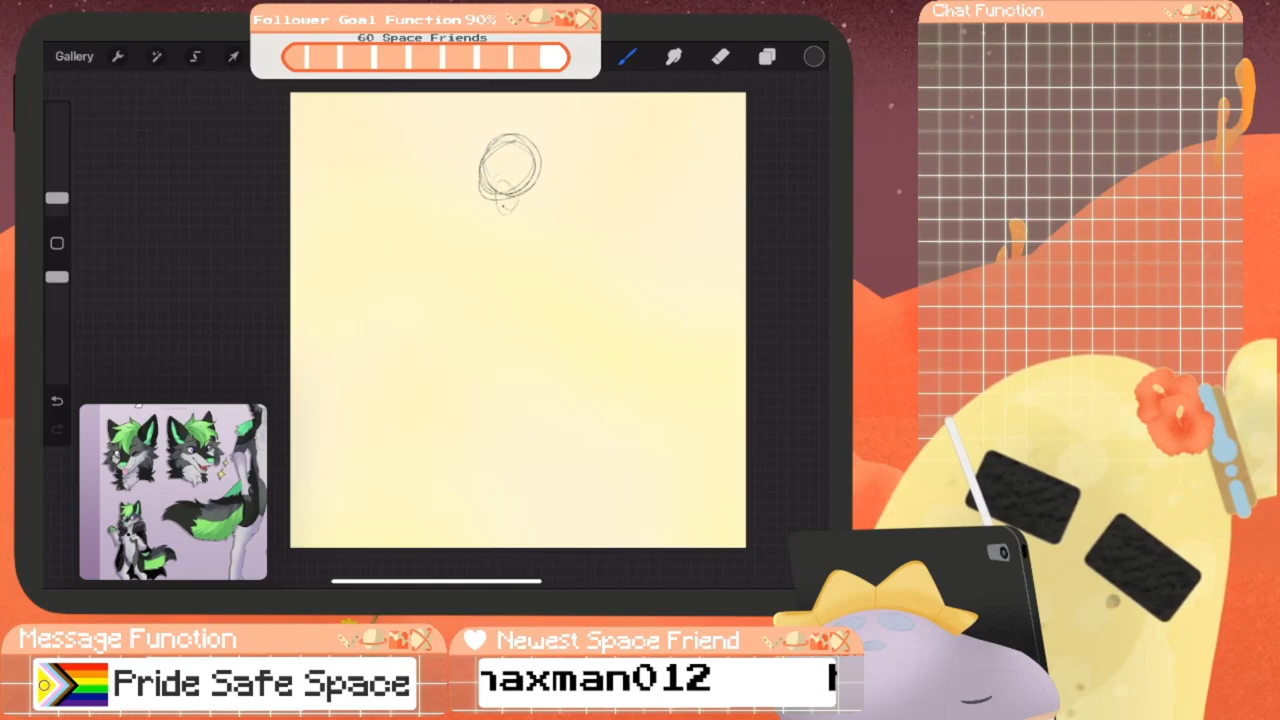 Follower Goal Function 90%
60 Space Friends
Chat Function
Gallery
Message Function
Pride Safe Space
Newest Space Friend
axman012